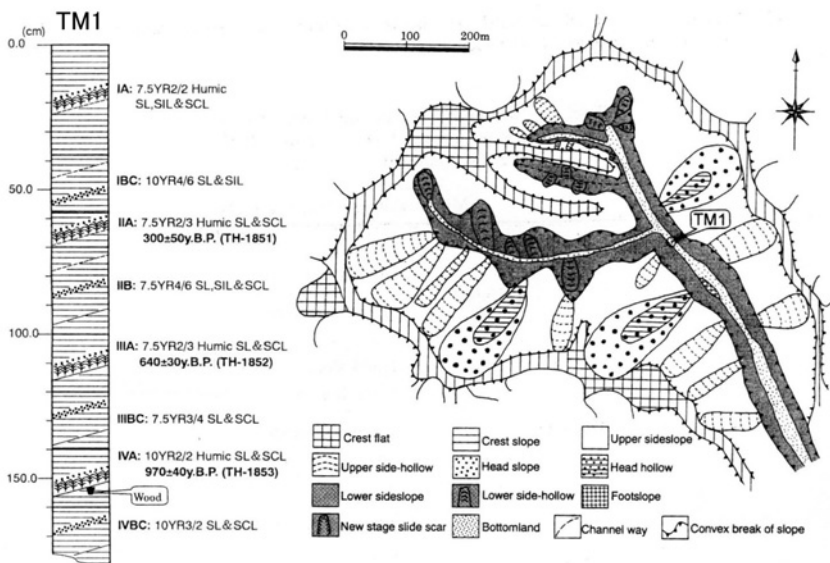 TM1
(cm)
0.0
50.0
100.0
150.0
IA: 7.5YR2/2 Humic
SL,SIL&SCL
IBC: 10YR4/6 SL&SIL
IIA: 7.5YR2/3 Humic SL&SCL
300±50y.B.P. (TH-1851)
IIB: 7.5YR4/6 SL,SIL&SCL
IIIA: 7.5YR2/3 Humic SL&SCL
640±30y.B.P. (TH-1852)
IIIBC: 7.5YR3/4 SL&SCL
IVA: 10YR2/2 Humic SL&SCL
970±40y.B.P. (TH-1853)
Wood
IVBC: 10YR3/2 SL&SCL
0 100 200m
TM1
Crest flat
Crest slope
Upper sideslope
Upper side-hollow
Head slope
Head hollow
Lower sideslope
Lower side-hollow
Footslope
New stage slide scar
Bottomland
Channel way
Convex break of slope